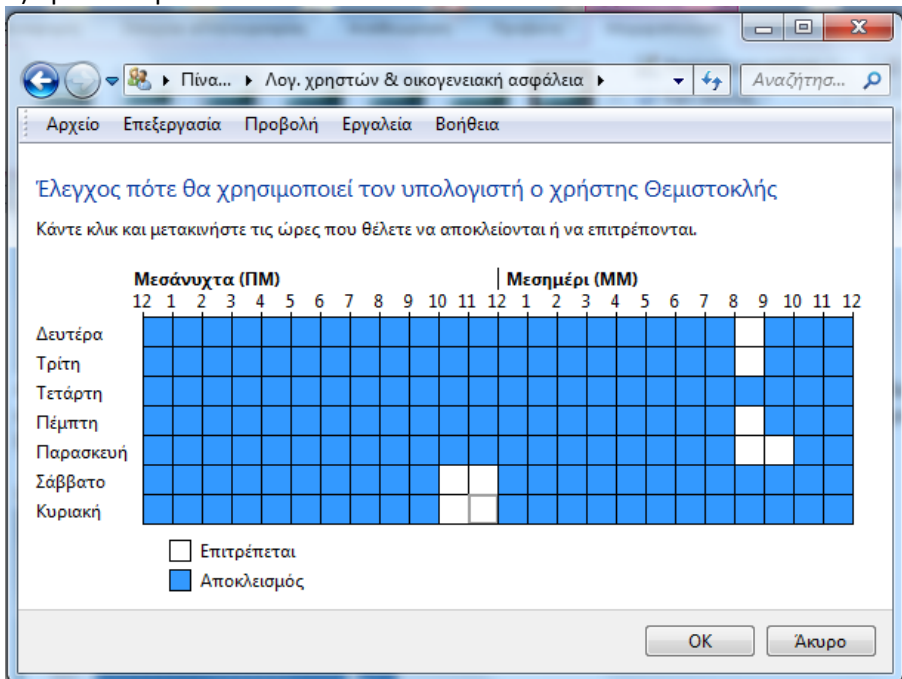 Πίνα... Λογ. χρηστών & οικογενειακή ασφάλεια Αναζήτησ...
Αρχείο Επεξεργασία Προβολή Εργαλεία Βοήθεια
Έλεγχος πότε θα χρησιμοποιεί τον υπολογιστή ο χρήστης Θεμιστοκλής
Κάντε κλικ και μετακινήστε τις ώρες που θέλετε να αποκλείονται ή να επιτρέπονται.
Μεσάνυχτα (ΠΜ) Μεσημέρι (ΜΜ)
12 1 2 3 4 5 6 7 8 9 10 11 12 1 2 3 4 5 6 7 8 9 10 11 12
Δευτέρα
Τρίτη
Τετάρτη
Πέμπτη
Παρασκευή
Σάββατο
Κυριακή
Επιτρέπεται
Αποκλεισμός
OK Άκυρο